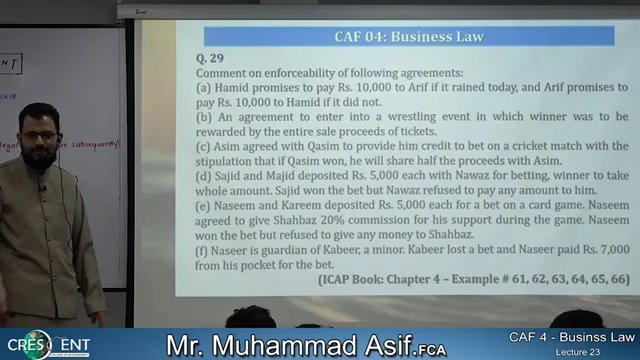 CAF 04: Business Law
Q. 29
Comment on enforceability of following agreements:
(a) Hamid promises to pay Rs. 10,000 to Arif if it rained today, and Arif promises to
pay Rs. 10,000 to Hamid if it did not.
(b) An agreement to enter into a wrestling event in which winner was to be
rewarded by the entire sale proceeds of tickets.
(c) Asim agreed with Qasim to provide him credit to bet on a cricket match with the
stipulation that if Qasim won, he will share half the proceeds with Asim.
(d) Sajid and Majid deposited Rs. 5,000 each with Nawaz for betting, winner to take
whole amount. Sajid won the bet but Nawaz refused to pay any amount to him.
(e) Naseem and Kareem deposited Rs. 5,000 each for a bet on a card game. Naseem
agreed to give Shahbaz 20% commission for his support during the game. Naseem
won the bet but refused to give any money to Shahbaz.
(f) Naseer is guardian of Kabeer, a minor. Kabeer lost a bet and Naseer paid Rs. 7,000
from his pocket for the bet.
(ICAP Book: Chapter 4 – Example # 61, 62, 63, 64, 65, 66)
subsequently)
CRESCENT
Mr. Muhammad Asif.FCA
CAF 4 - Businss Law
Lecture 23